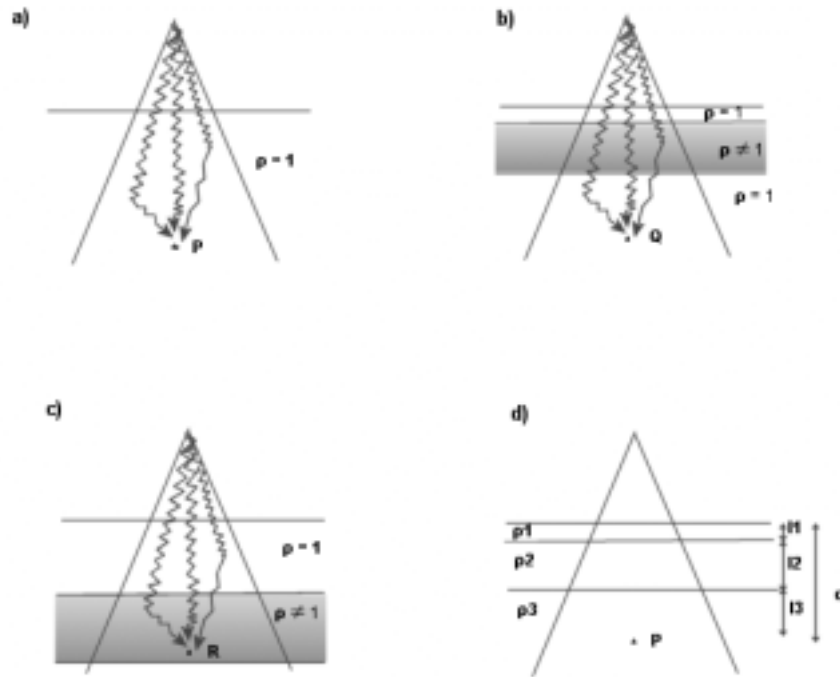 a)
ρ = 1
P
b)
ρ = 1
ρ ≠ 1
ρ = 1
Q
c)
ρ = 1
ρ ≠ 1
R
d)
ρ1
l1
ρ2
l2
ρ3
l3
d
P